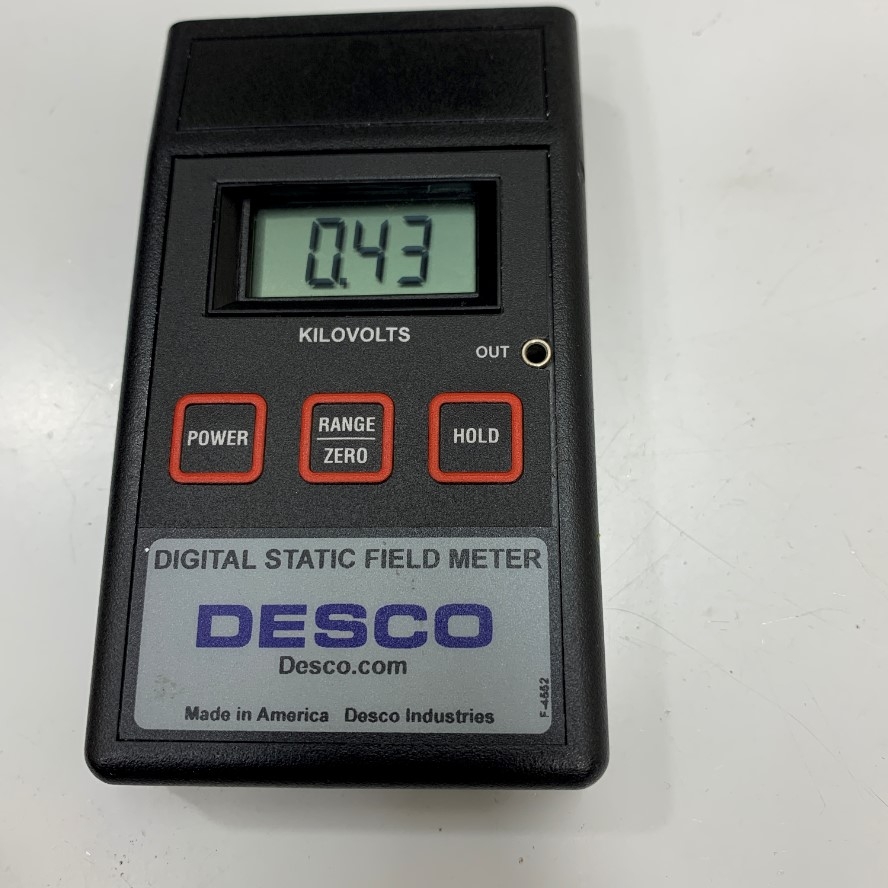 0.43
KILOVOLTS
OUT
POWER
RANGE
ZERO
HOLD
DIGITAL STATIC FIELD METER
DESCO
Desco.com
Made in America Desco Industries
F-4552